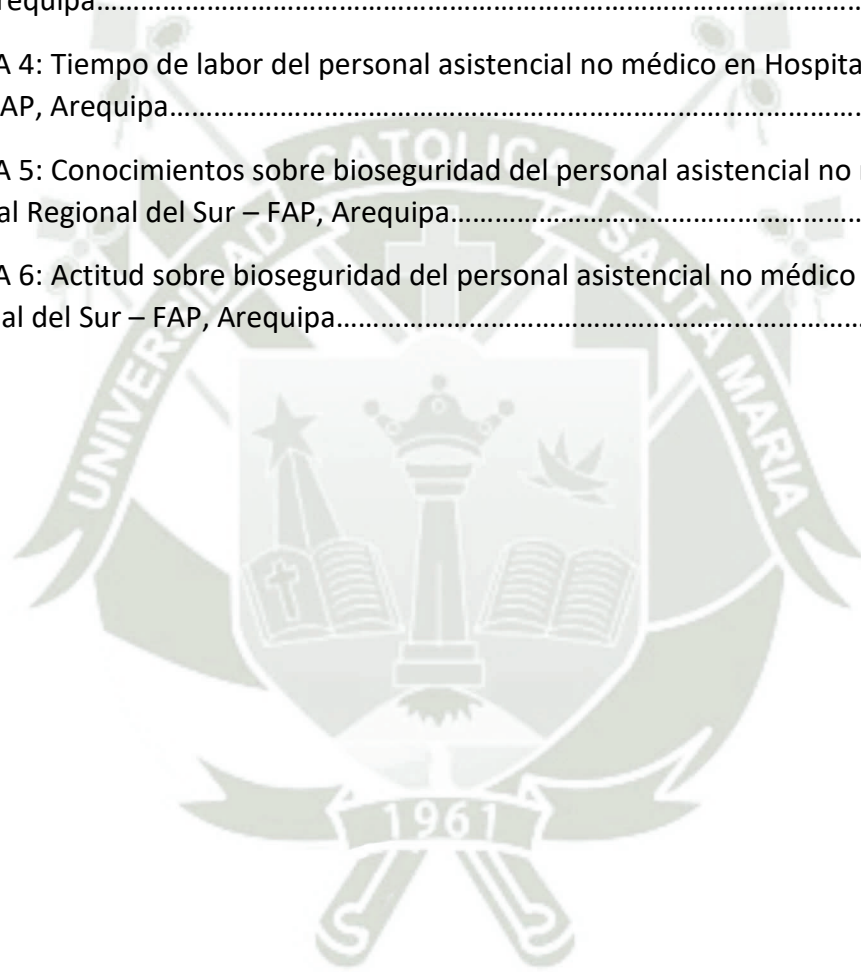 requipa……………………………………………………………………………………
A 4: Tiempo de labor del personal asistencial no médico en Hospita
AP, Arequipa……………………………………………………………………………
A 5: Conocimientos sobre bioseguridad del personal asistencial no
al Regional del Sur – FAP, Arequipa………………………………………………
A 6: Actitud sobre bioseguridad del personal asistencial no médico
al del Sur – FAP, Arequipa……………………………………………………………
UNIVERSIDAD CATOLICA SANTA MARIA
1961